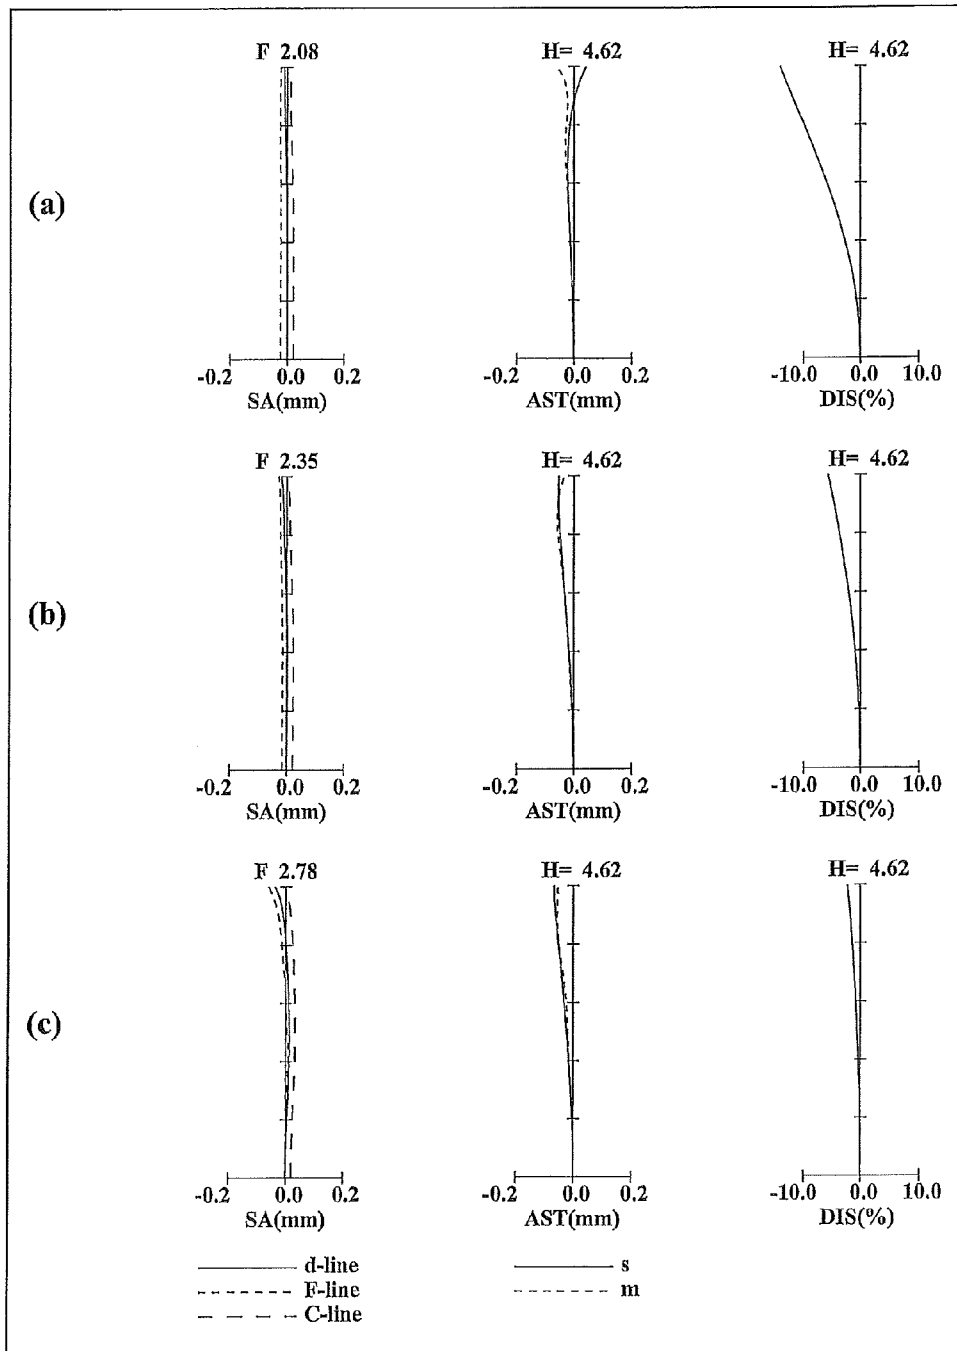 F 2.08 H= 4.62 H= 4.62
(a)
-0.2 0.0 0.2 -0.2 0.0 0.2 -10.0 0.0 10.0
SA(mm) AST(mm) DIS(%)
F 2.35 H= 4.62 H= 4.62
(b)
-0.2 0.0 0.2 -0.2 0.0 0.2 -10.0 0.0 10.0
SA(mm) AST(mm) DIS(%)
F 2.78 H= 4.62 H= 4.62
(c)
-0.2 0.0 0.2 -0.2 0.0 0.2 -10.0 0.0 10.0
SA(mm) AST(mm) DIS(%)
d-line s
F-line m
C-line